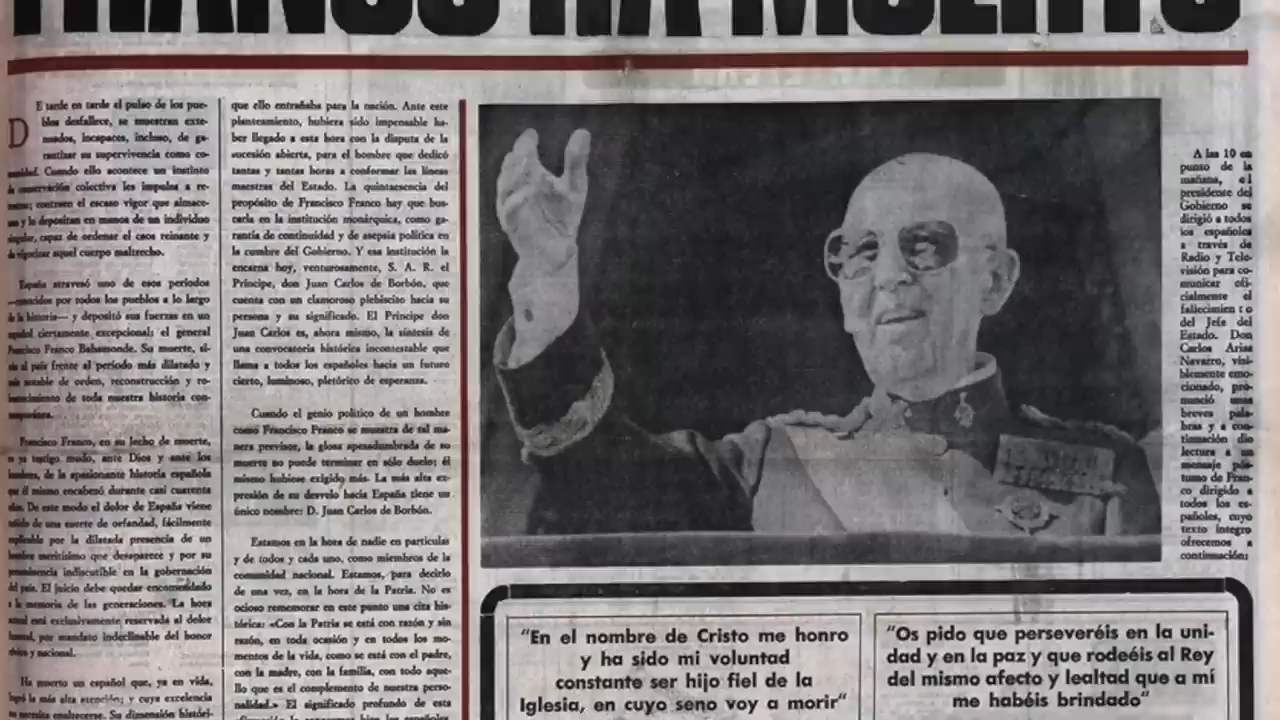 FRANCO HA MUERTO
E tarde en tarde el pulso de los pue-
D
blos desfallece, se muestran exte-
nuados, incapaces, incluso, de ga-
rantizar su supervivencia como co-
Cuando ello acontece un instinto
de conservación colectiva les impulsa a re-
contraen el escaso vigor que almace-
y lo depositan en manos de un individuo
singular, capaz de ordenar el caos reinante y
de vigorizar aquel cuerpo maltrecho.
España atravesó uno de esos períodos
—conocidos por todos los pueblos a lo largo
de la historia— y depositó sus fuerzas en un
español ciertamente excepcional: el general
Francisco Franco Bahamonde. Su muerte, si-
al país frente al período más dilatado y
más notable de orden, reconstrucción y re-
de toda nuestra historia con-
temporánea.
Francisco Franco, en su lecho de muerte,
es ya testigo mudo, ante Dios y ante los
hombres, de la apasionante historia española
que él mismo encabezó durante casi cuarenta
años. De este modo el dolor de España viene
de una suerte de orfandad, fácilmente
explicable por la dilatada presencia de un
hombre meritísimo que desaparece y por su
indiscutible en la gobernación
del país. El juicio debe quedar encomendado
a la memoria de las generaciones. La hora
actual está exclusivamente reservada al dolor
por mandato indeclinable del honor
y nacional.
Ha muerto un español que, ya en vida,
logró la más alta atención; y cuya excelencia
no necesita enaltecerse. Su dimensión históri-
que ello entrañaba para la nación. Ante este
planteamiento, hubiera sido impensable ha-
ber llegado a esta hora con la disputa de la
sucesión abierta, para el hombre que dedicó
tantas y tantas horas a conformar las líneas
maestras del Estado. La quintaesencia del
propósito de Francisco Franco hay que bus-
carla en la institución monárquica, como ga-
rantía de continuidad y de asepsia política en
la cumbre del Gobierno. Y esa institución la
encarna hoy, venturosamente, S. A. R. el
Príncipe, don Juan Carlos de Borbón, que
cuenta con un clamoroso plebiscito hacia su
persona y su significado. El Príncipe don
Juan Carlos es, ahora mismo, la síntesis de
una convocatoria histórica incontestable que
llama a todos los españoles hacia un futuro
cierto, luminoso, pletórico de esperanza.
Cuando el genio político de un hombre
como Francisco Franco se muestra de tal ma-
nera previsor, la glosa apesadumbrada de su
muerte no puede terminar en sólo duelo; él
mismo hubiese exigido más. La más alta ex-
presión de su desvelo hacia España tiene un
único nombre: D. Juan Carlos de Borbón.
Estamos en la hora de nadie en particular
y de todos y cada uno, como miembros de la
comunidad nacional. Estamos, para decirlo
de una vez, en la hora de la Patria. No es
ocioso rememorar en este punto una cita his-
tórica: «Con la Patria se está con razón y sin
razón, en toda ocasión y en todos los mo-
mentos de la vida, como se está con el padre,
con la madre, con la familia, con todo aque-
llo que es el complemento de nuestra perso-
nalidad.» El significado profundo de esta
A las 10 en
punto de la
mañana, el
presidente del
Gobierno se
dirigió a todos
los españoles
a través de
Radio y Tele-
visión para co-
municar ofi-
cialmente el
fallecimiento
del Jefe del
Estado. Don
Carlos Arias
Navarro, visi-
blemente emo-
cionado, pro-
nunció unas
breves pala-
bras y a con-
tinuación dio
lectura a un
mensaje pós-
tumo de Fran-
co dirigido a
todos los es-
pañoles, cuyo
texto íntegro
ofrecemos a
continuación:
"En el nombre de Cristo me honro
y ha sido mi voluntad
constante ser hijo fiel de la
Iglesia, en cuyo seno voy a morir"
"Os pido que perseveréis en la uni-
dad y en la paz y que rodeéis al Rey
del mismo afecto y lealtad que a mí
me habéis brindado"